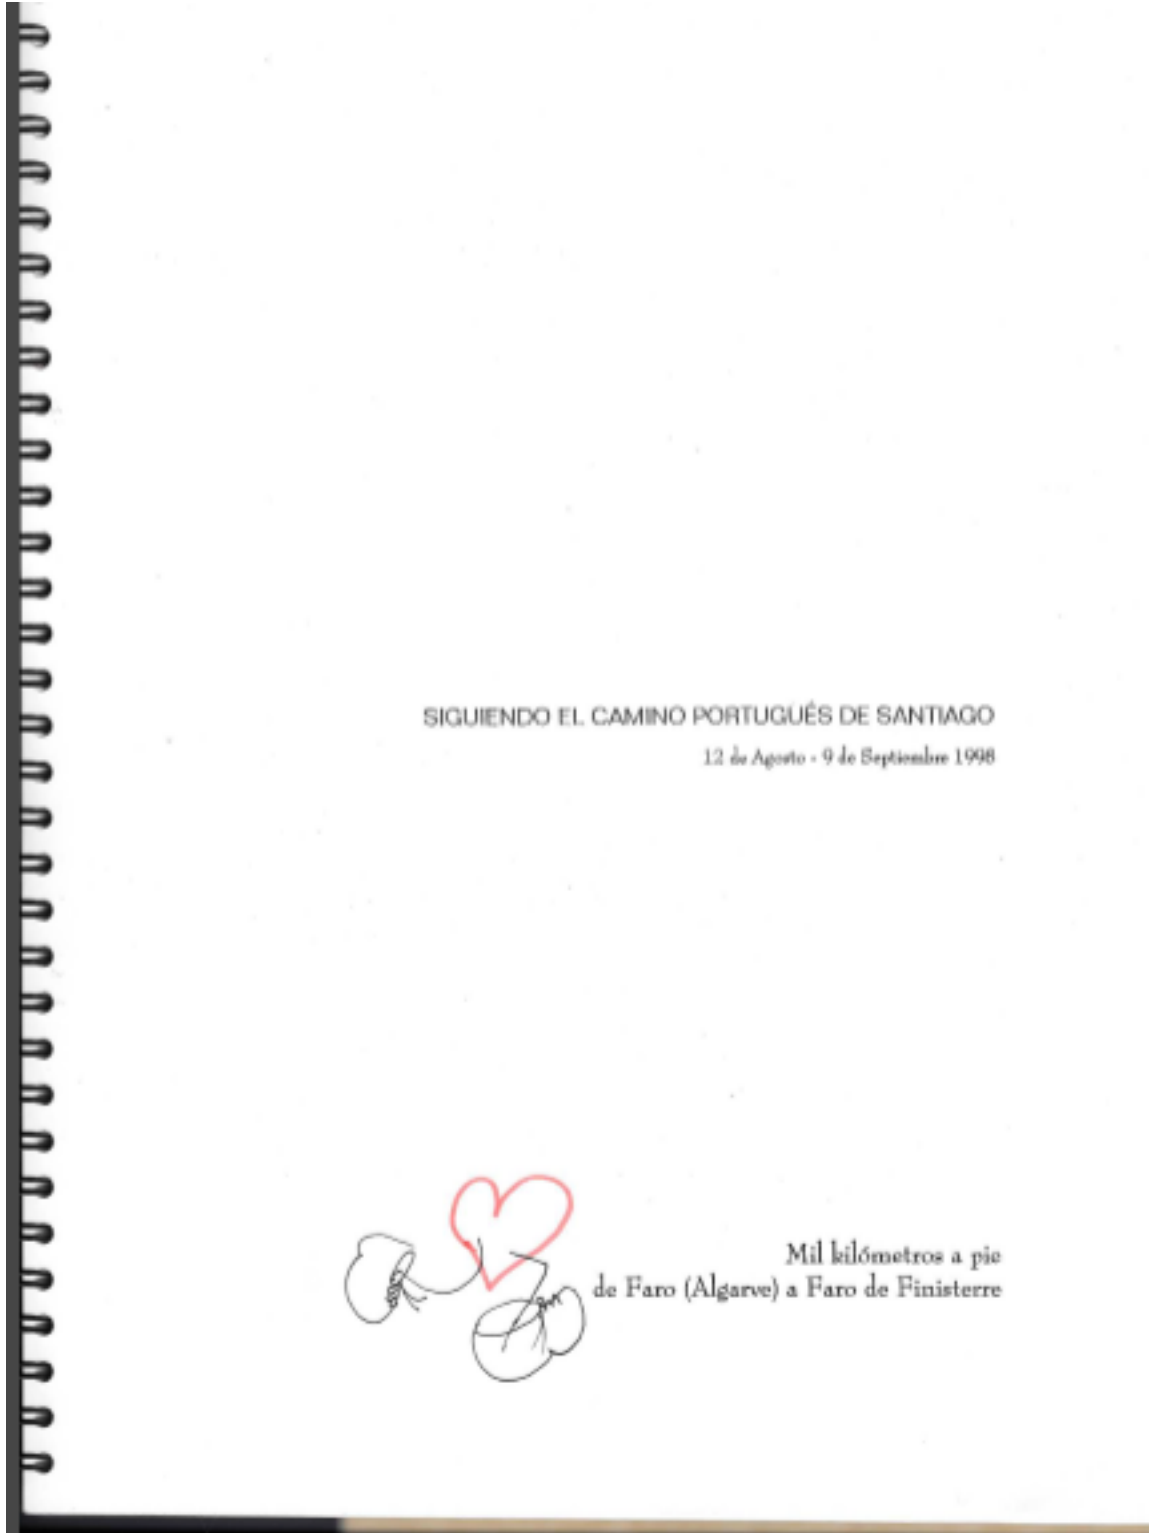 SIGUIENDO EL CAMINO PORTUGUÉS DE SANTIAGO
12 de Agosto - 9 de Septiembre 1998
Mil kilómetros a pie
de Faro (Algarve) a Faro de Finisterre